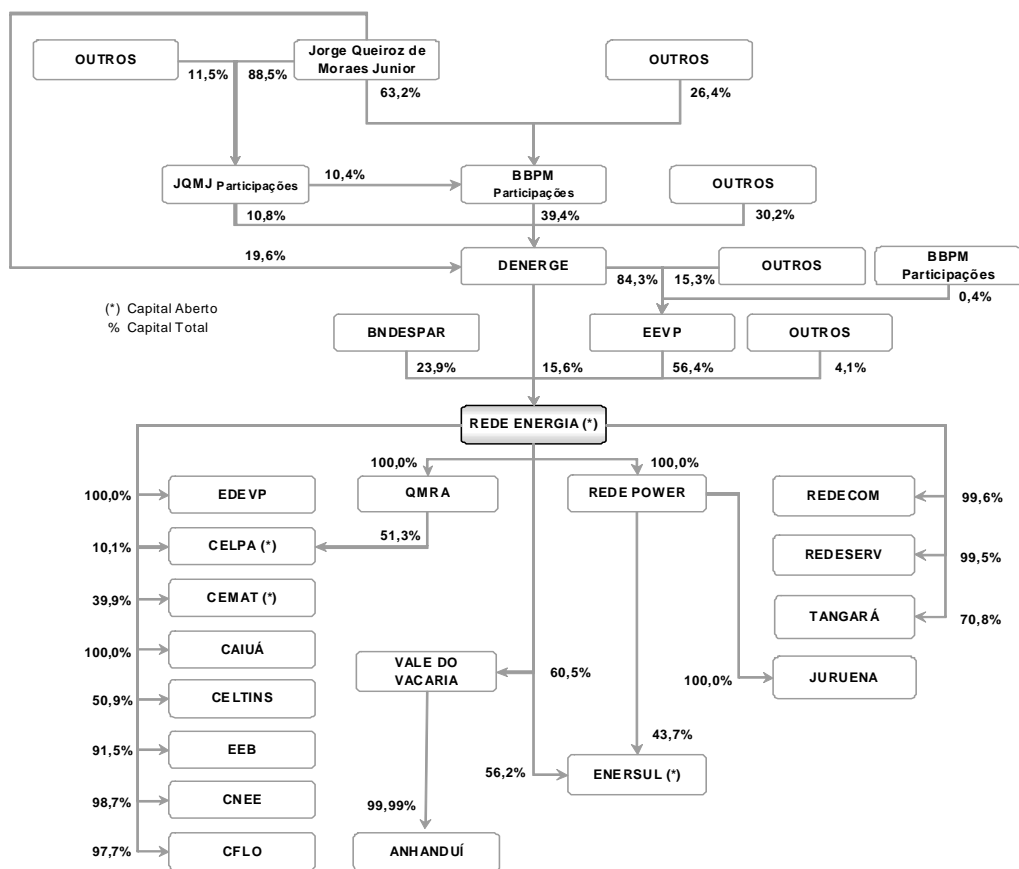 OUTROS
Jorge Queiroz de
Moraes Junior
OUTROS
11,5%
88,5%
63,2%
26,4%
JQMJ Participações
10,4%
BBPM
Participações
OUTROS
10,8%
39,4%
30,2%
19,6%
DENERGE
84,3%
15,3%
OUTROS
BBPM
Participações
0,4%
(*) Capital Aberto
% Capital Total
BNDESPAR
EEVP
OUTROS
23,9%
15,6%
56,4%
4,1%
REDE ENERGIA (*)
100,0%
100,0%
100,0%
EDEVP
QMRA
REDE POWER
REDECOM
99,6%
10,1%
CELPA (*)
51,3%
REDESERV
99,5%
39,9%
CEMAT (*)
TANGARÁ
70,8%
100,0%
CAIUÁ
VALE DO
VACARIA
60,5%
100,0%
JURUENA
50,9%
CELTINS
43,7%
91,5%
EEB
56,2%
ENERSUL (*)
98,7%
CNEE
99,99%
97,7%
CFLO
ANHANDUÍ